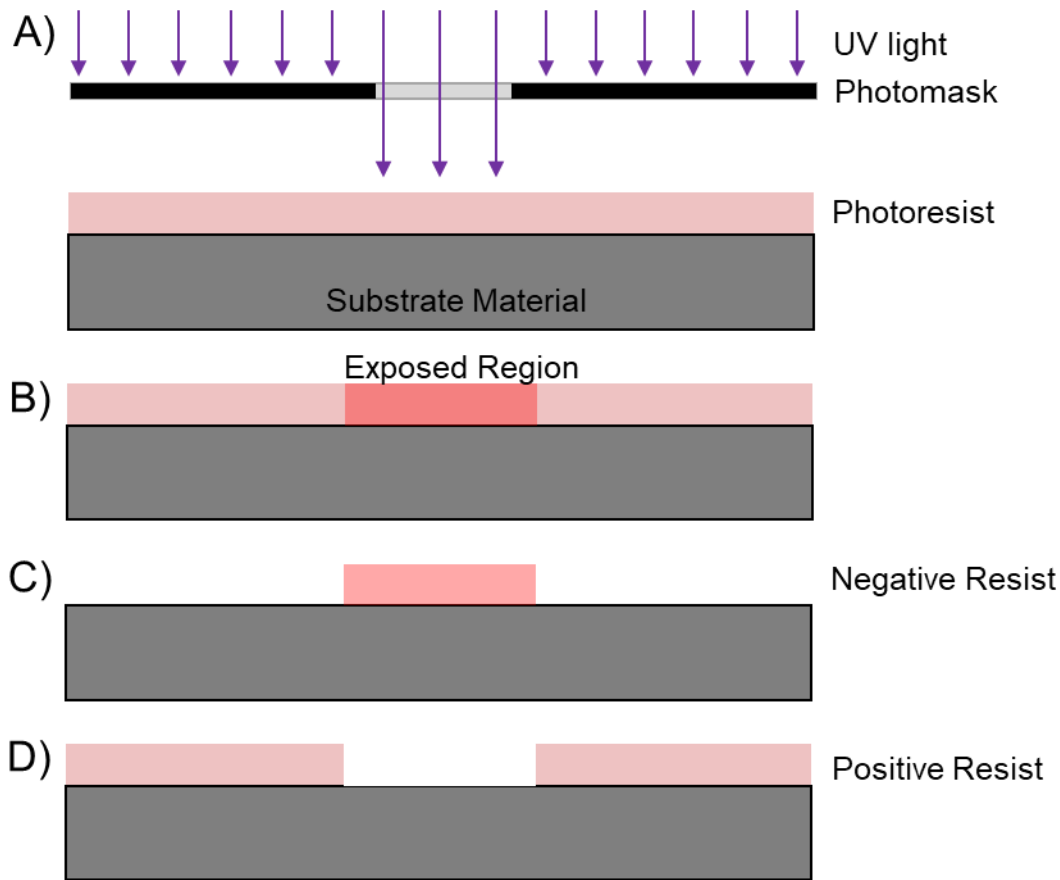 A)
UV light
Photomask
Photoresist
Substrate Material
Exposed Region
B)
C)
Negative Resist
D)
Positive Resist